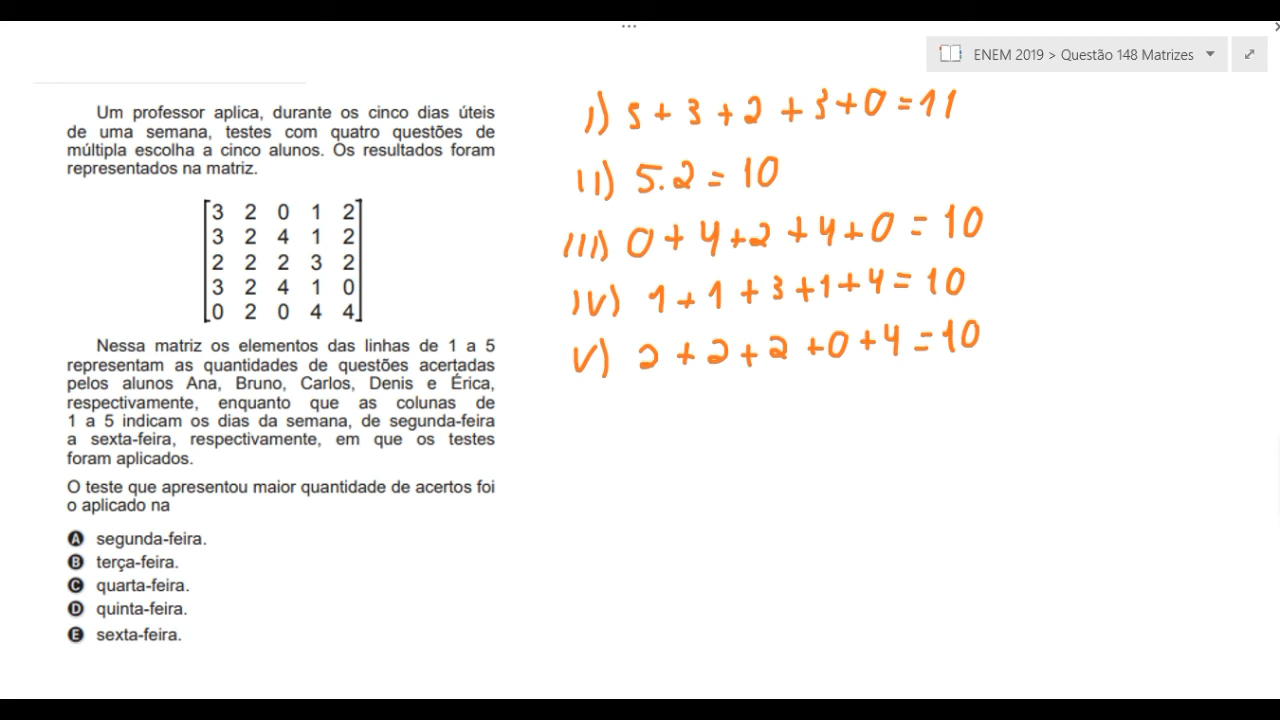 ENEM 2019 > Questão 148 Matrizes
Um professor aplica, durante os cinco dias úteis
de uma semana, testes com quatro questões de
múltipla escolha a cinco alunos. Os resultados foram
representados na matriz.
3 2 0 1 2
3 2 4 1 2
2 2 2 3 2
3 2 4 1 0
0 2 0 4 4
Nessa matriz os elementos das linhas de 1 a 5
representam as quantidades de questões acertadas
pelos alunos Ana, Bruno, Carlos, Denis e Érica,
respectivamente, enquanto que as colunas de
1 a 5 indicam os dias da semana, de segunda-feira
a sexta-feira, respectivamente, em que os testes
foram aplicados.
O teste que apresentou maior quantidade de acertos foi
o aplicado na
A segunda-feira.
B terça-feira.
C quarta-feira.
D quinta-feira.
E sexta-feira.
I) 3 + 3 + 2 + 3 + 0 = 11
II) 5.2 = 10
III) 0 + 4 + 2 + 4 + 0 = 10
IV) 1 + 1 + 3 + 1 + 4 = 10
V) 2 + 2 + 2 + 0 + 4 = 10